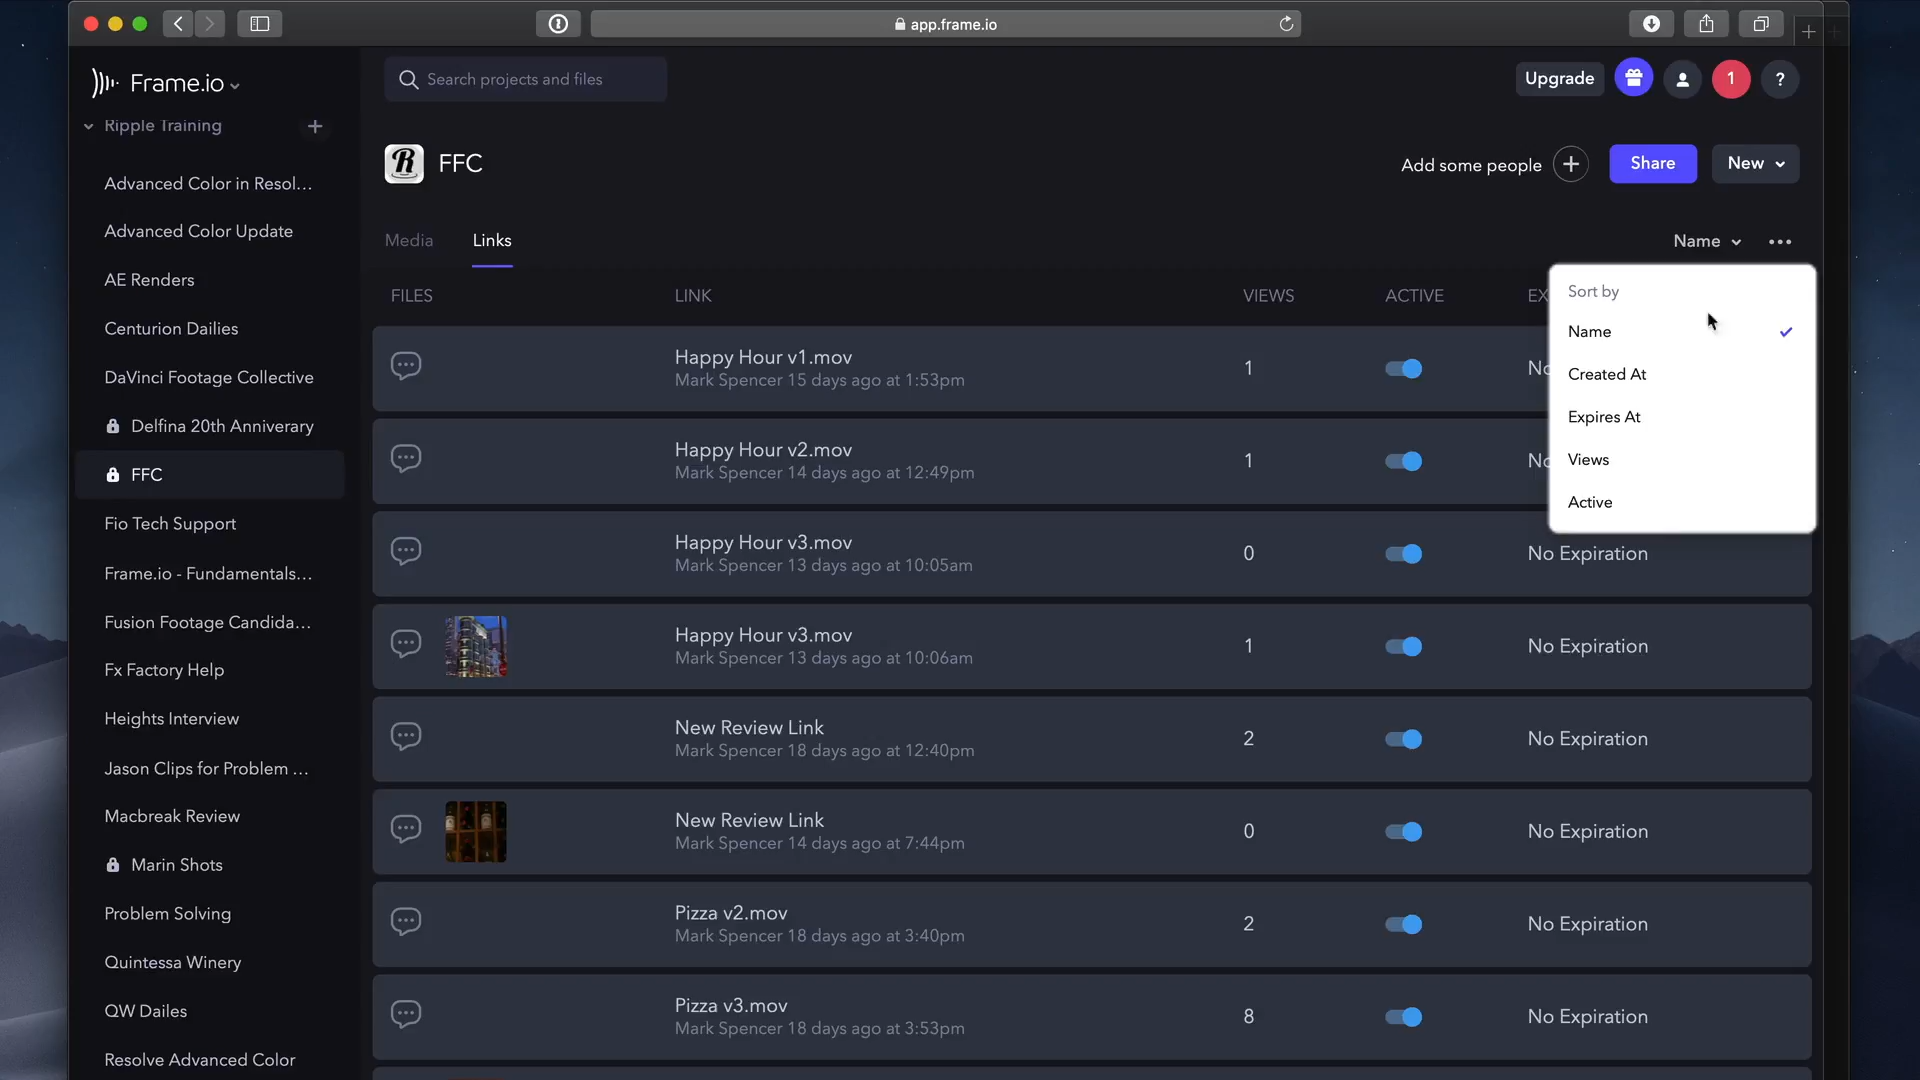 app.frame.io
Frame.io
Search projects and files
Upgrade
1
?
Ripple Training
FFC
Add some people
Share
New
Advanced Color in Resol...
Advanced Color Update
AE Renders
Centurion Dailies
DaVinci Footage Collective
Delfina 20th Anniverary
FFC
Fio Tech Support
Frame.io - Fundamentals...
Fusion Footage Candida...
Fx Factory Help
Heights Interview
Jason Clips for Problem ...
Macbreak Review
Marin Shots
Problem Solving
Quintessa Winery
QW Dailes
Resolve Advanced Color
Media
Links
Name
FILES
LINK
VIEWS
ACTIVE
EX
Sort by
Name
Created At
Expires At
Views
Active
Happy Hour v1.mov
Mark Spencer 15 days ago at 1:53pm
1
No
Happy Hour v2.mov
Mark Spencer 14 days ago at 12:49pm
1
No
Happy Hour v3.mov
Mark Spencer 13 days ago at 10:05am
0
No Expiration
Happy Hour v3.mov
Mark Spencer 13 days ago at 10:06am
1
No Expiration
New Review Link
Mark Spencer 18 days ago at 12:40pm
2
No Expiration
New Review Link
Mark Spencer 14 days ago at 7:44pm
0
No Expiration
Pizza v2.mov
Mark Spencer 18 days ago at 3:40pm
2
No Expiration
Pizza v3.mov
Mark Spencer 18 days ago at 3:53pm
8
No Expiration